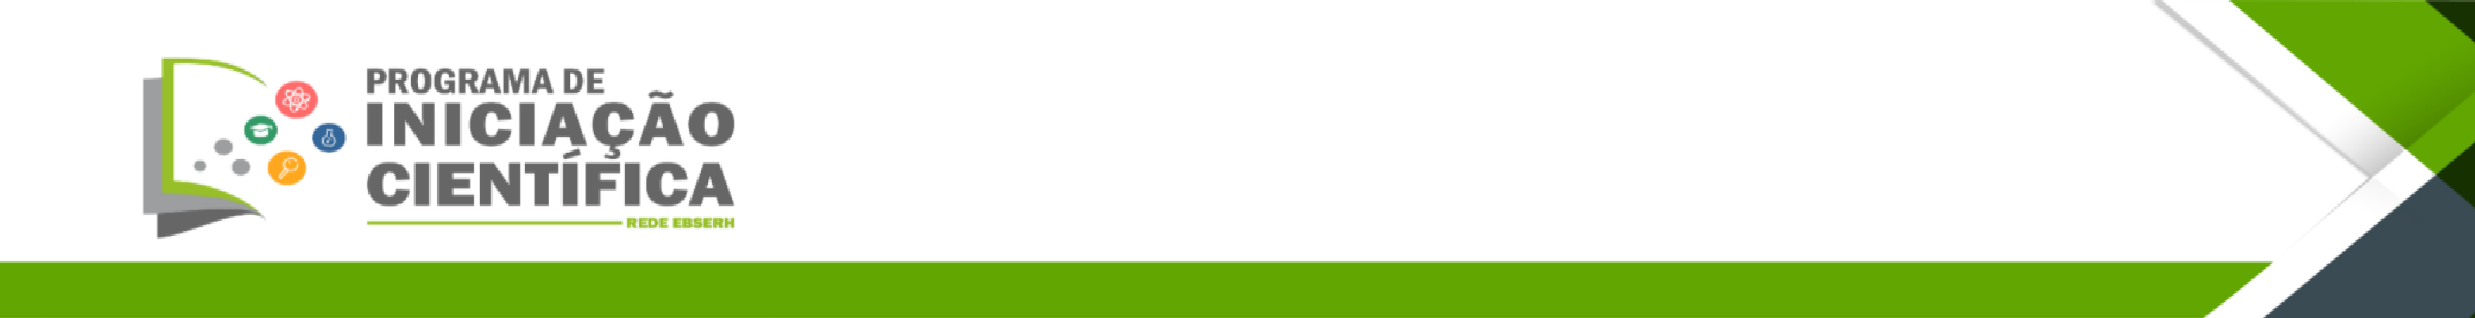 PROGRAMA DE
INICIAÇÃO
CIENTÍFICA
REDE EBSERH